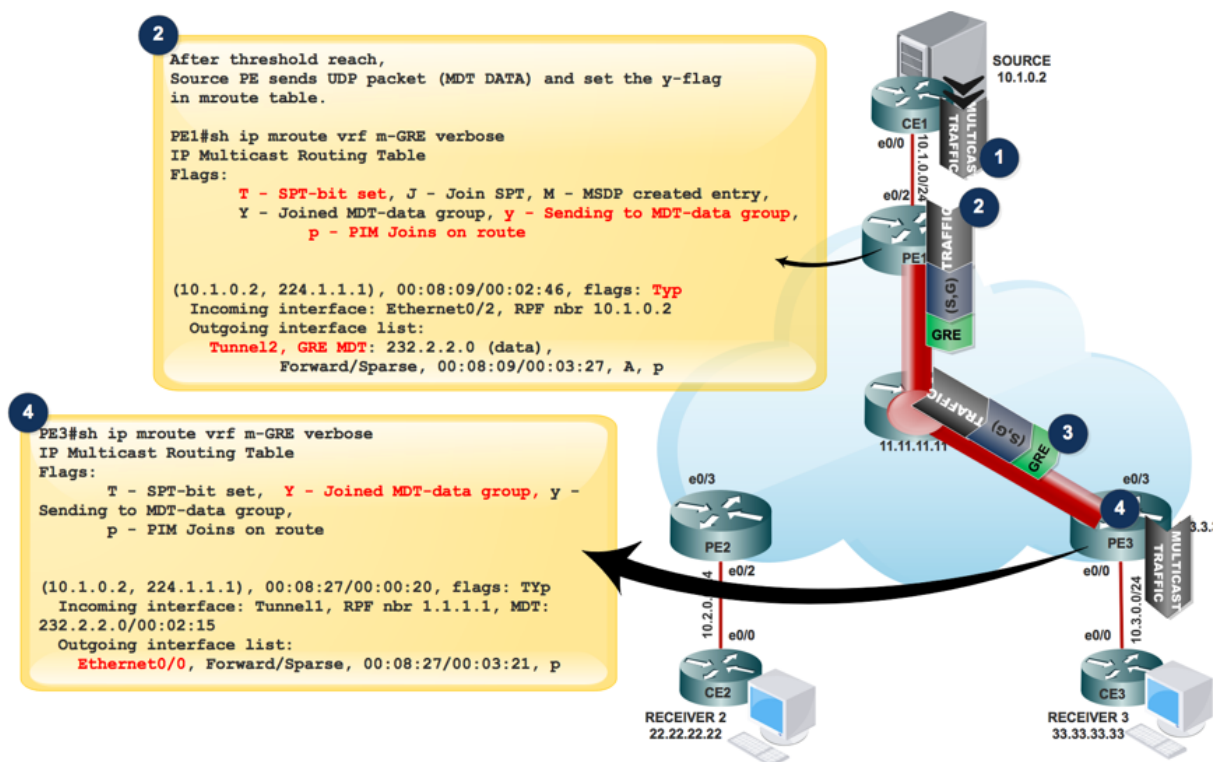 2
After threshold reach,
Source PE sends UDP packet (MDT DATA) and set the y-flag
in mroute table.
PE1#sh ip mroute vrf m-GRE verbose
IP Multicast Routing Table
Flags:
T - SPT-bit set, J - Join SPT, M - MSDP created entry,
Y - Joined MDT-data group, y - Sending to MDT-data group,
p - PIM Joins on route
(10.1.0.2, 224.1.1.1), 00:08:09/00:02:46, flags: Typ
Incoming interface: Ethernet0/2, RPF nbr 10.1.0.2
Outgoing interface list:
Tunnel2, GRE MDT: 232.2.2.0 (data),
Forward/Sparse, 00:08:09/00:03:27, A, p
SOURCE
10.1.0.2
CE1
MULTICAS
TRAFFIC
1
e0/0
10.1.0.0/24
e0/2
2
TRAFFIC
PE1
(S,G)
GRE
4
PE3#sh ip mroute vrf m-GRE verbose
IP Multicast Routing Table
Flags:
T - SPT-bit set, Y - Joined MDT-data group, y -
Sending to MDT-data group,
p - PIM Joins on route
(10.1.0.2, 224.1.1.1), 00:08:27/00:00:20, flags: TYp
Incoming interface: Tunnel1, RPF nbr 1.1.1.1, MDT:
232.2.2.0/00:02:15
Outgoing interface list:
Ethernet0/0, Forward/Sparse, 00:08:27/00:03:21, p
TRAFFIC
(S,G)
GRE
3
11.11.11.11
e0/3
PE2
e0/2
10.2.0. 4
e0/0
CE2
RECEIVER 2
22.22.22.22
e0/3
4
3.3.3
PE3
e0/0
MULTICAST
TRAFFIC
10.3.0.0/24
e0/0
CE3
RECEIVER 3
33.33.33.33